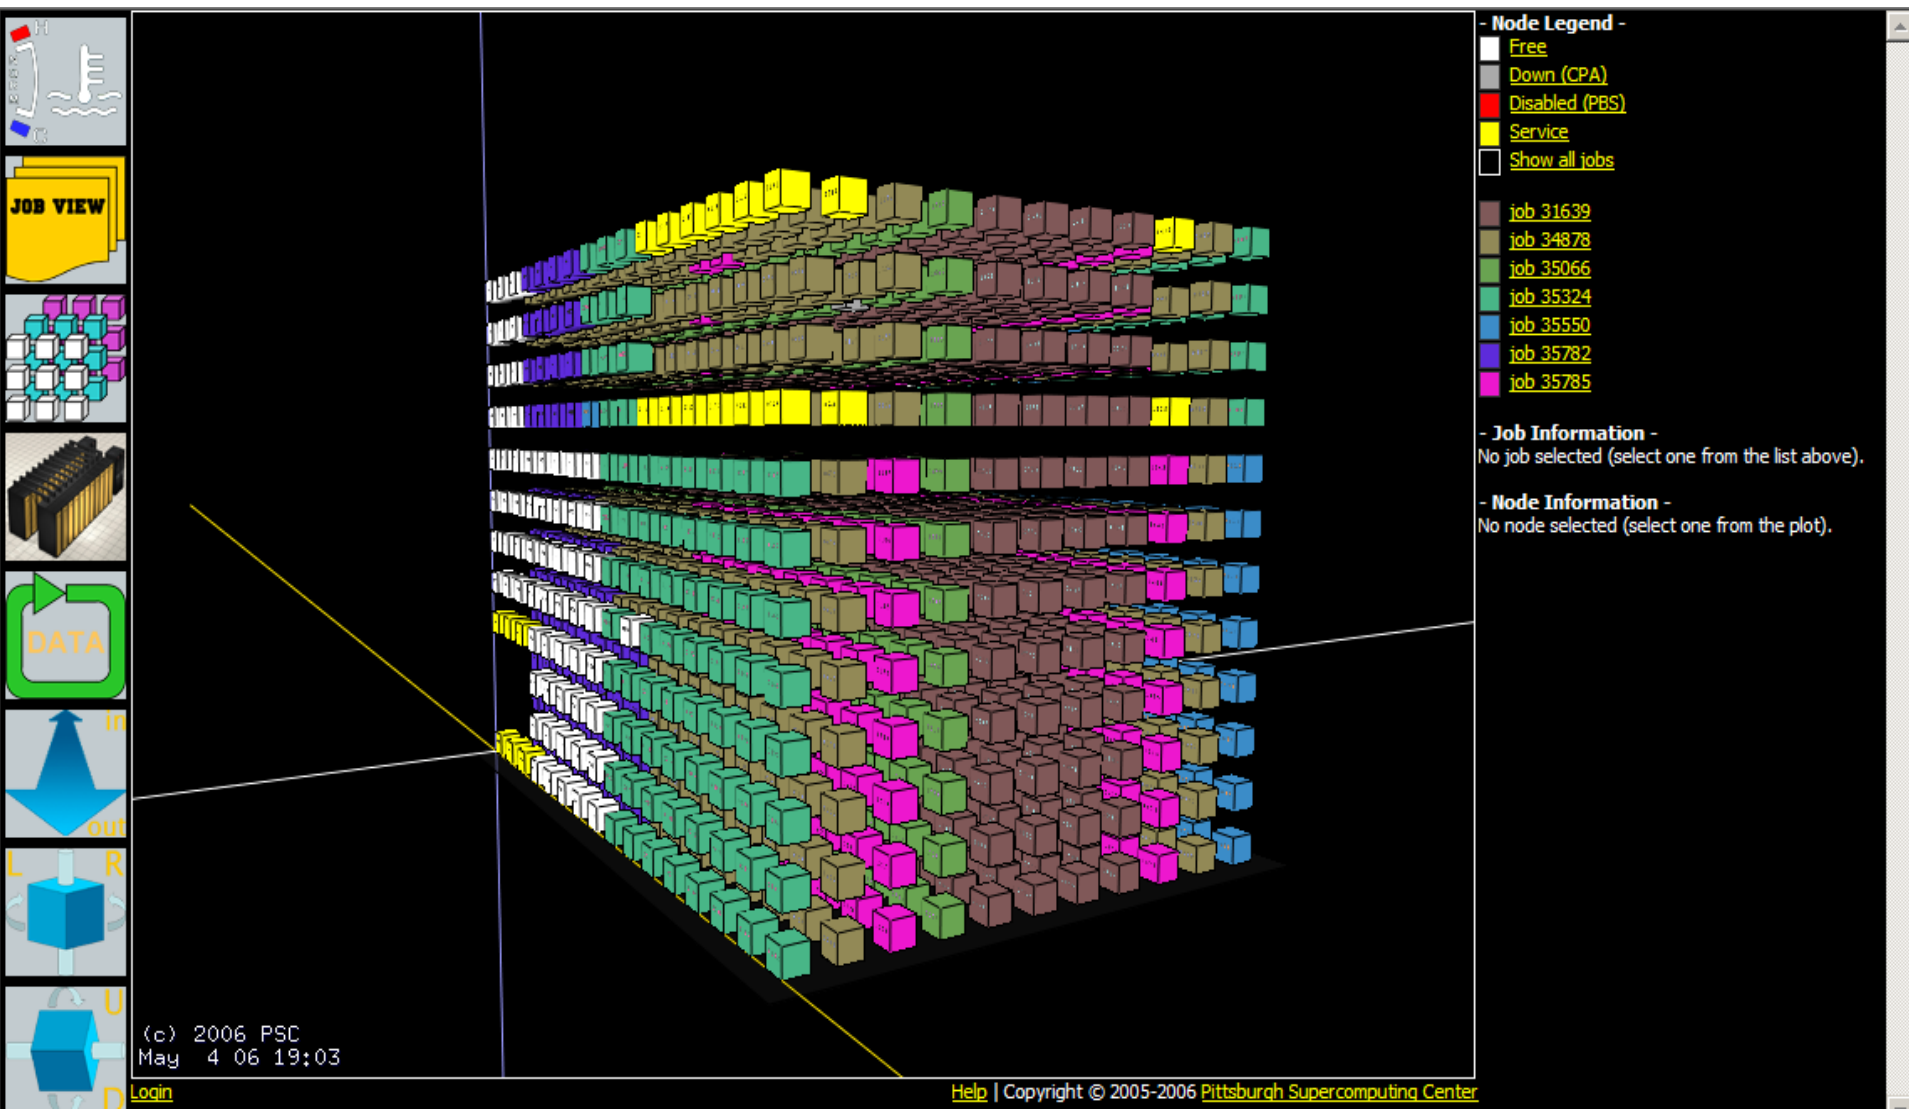 - Node Legend -
Free
Down (CPA)
Disabled (PBS)
Service
Show all jobs
job 31639
job 34878
job 35066
job 35324
job 35550
job 35782
job 35785
- Job Information -
No job selected (select one from the list above).
- Node Information -
No node selected (select one from the plot).
H
C
JOB VIEW
DATA
in
out
L R
U
D
(c) 2006 PSC
May 4 06 19:03
Login
Help | Copyright © 2005-2006 Pittsburgh Supercomputing Center